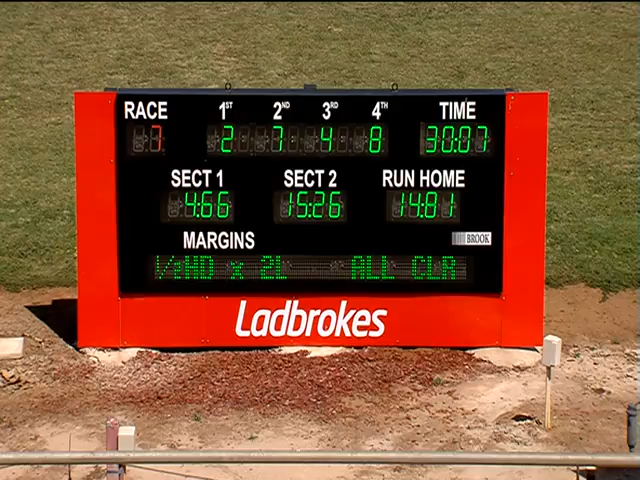 RACE 1ST 2ND 3RD 4TH TIME
7 2 7 4 8 30:07
SECT 1 SECT 2 RUN HOME
4:66 15:26 14:81
MARGINS BROOK
1/2HD x 2L ALL CLR
Ladbrokes